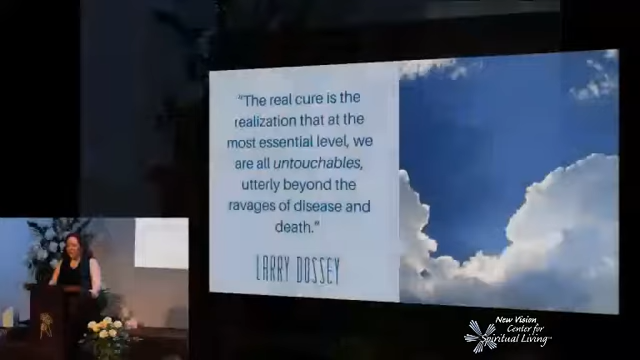 "The real cure is the
realization that at the
most essential level, we
are all untouchables,
utterly beyond the
ravages of disease and
death."
LARRY DOSSEY
New Vision
Center for
Spiritual Living™